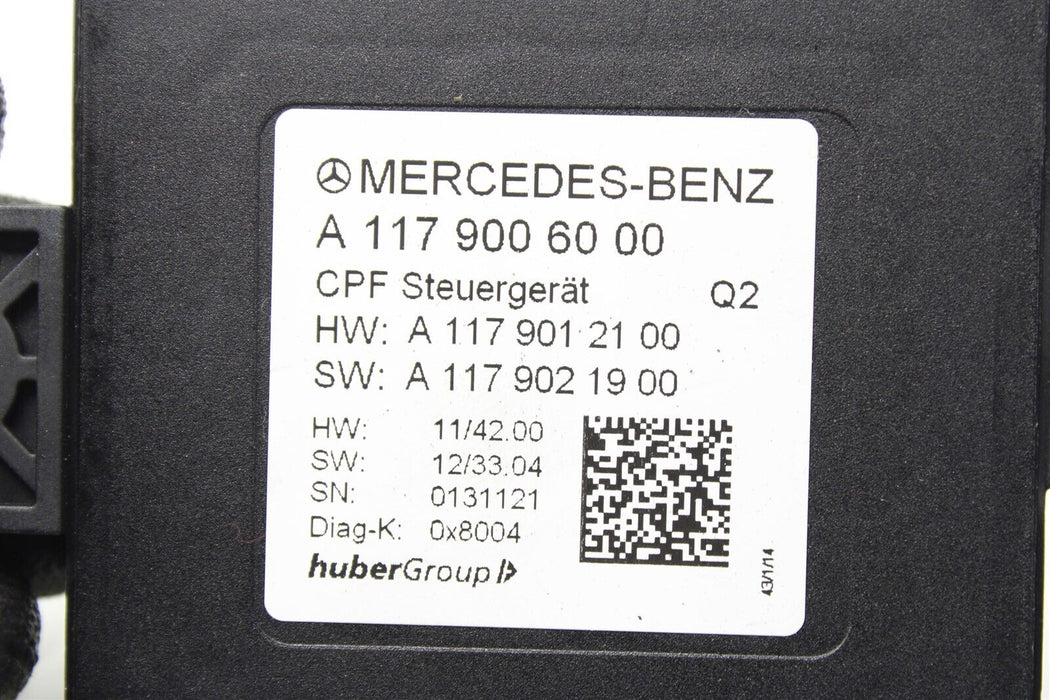 MERCEDES-BENZ
A 117 900 60 00
CPF Steuergerät Q2
HW: A 117 901 21 00
SW: A 117 902 19 00
HW: 11/42.00
SW: 12/33.04
SN: 0131121
Diag-K: 0x8004
huberGroup
43/1/14